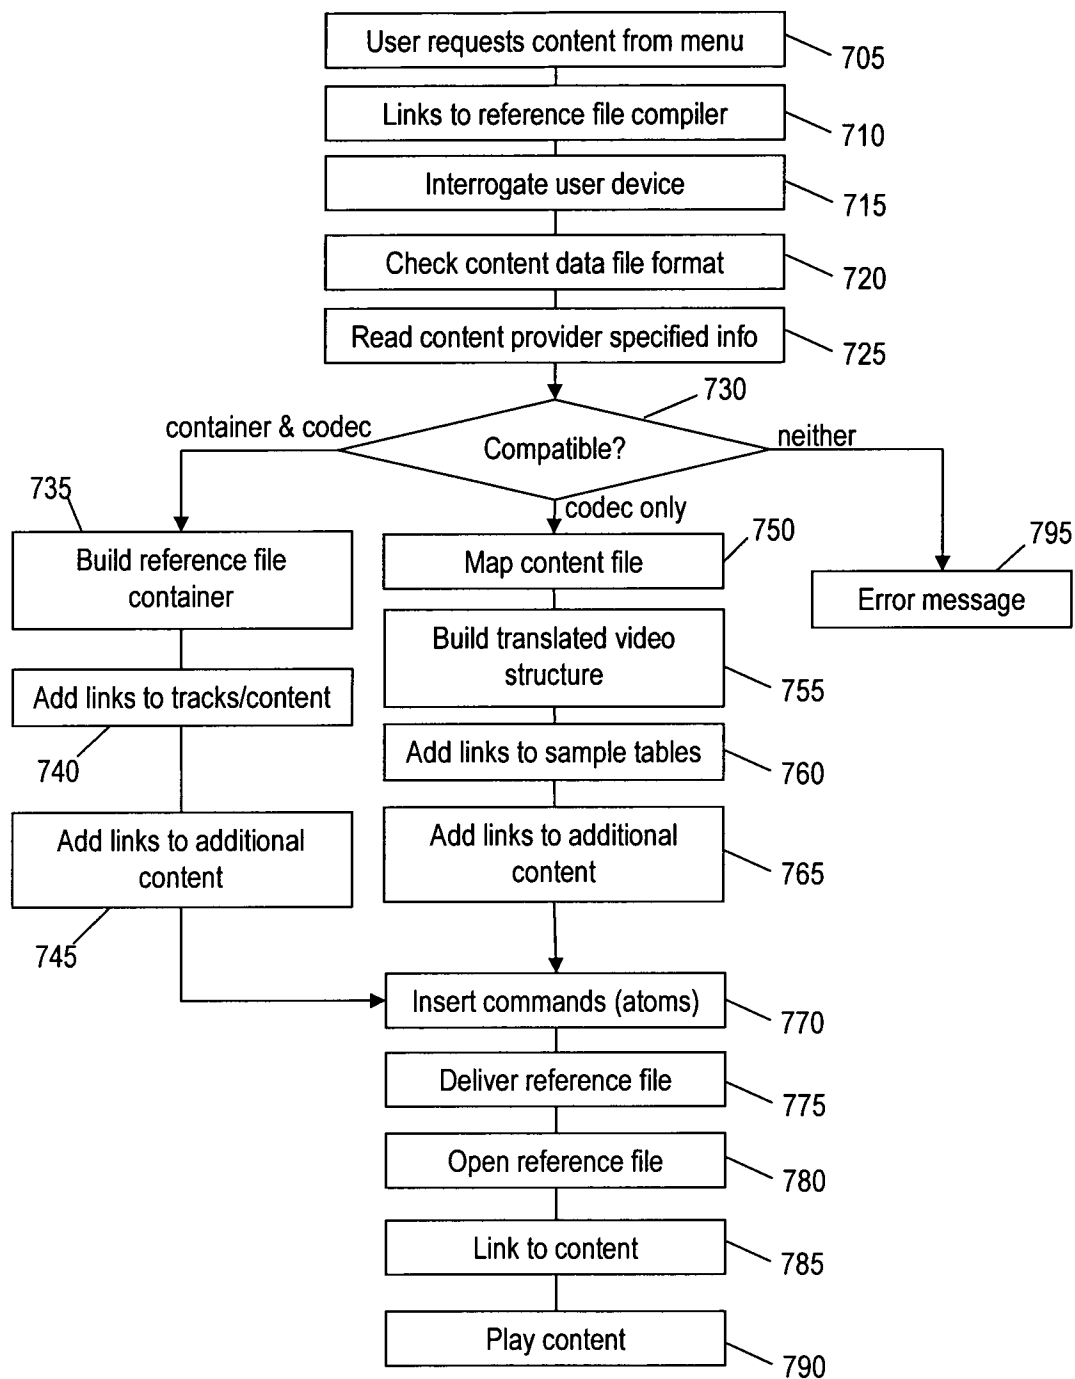 User requests content from menu
705
Links to reference file compiler
710
Interrogate user device
715
Check content data file format
720
Read content provider specified info
725
730
container & codec
Compatible?
neither
codec only
735
Build reference file
container
Add links to tracks/content
740
Add links to additional
content
745
750
Map content file
Build translated video
structure
755
Add links to sample tables
760
Add links to additional
content
765
795
Error message
Insert commands (atoms)
770
Deliver reference file
775
Open reference file
780
Link to content
785
Play content
790